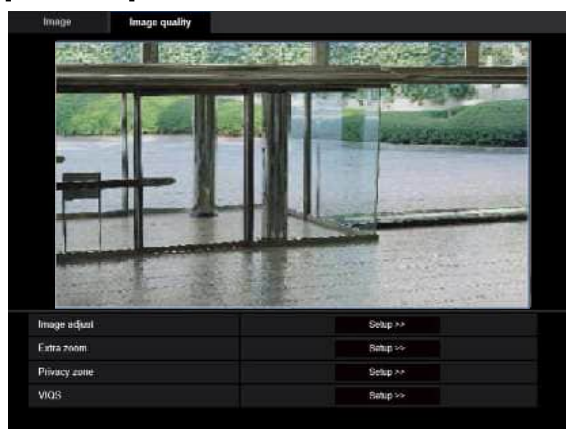 Image Image quality
Image adjust Setup >>
Extra zoom Setup >>
Privacy zone Setup >>
VIQS Setup >>